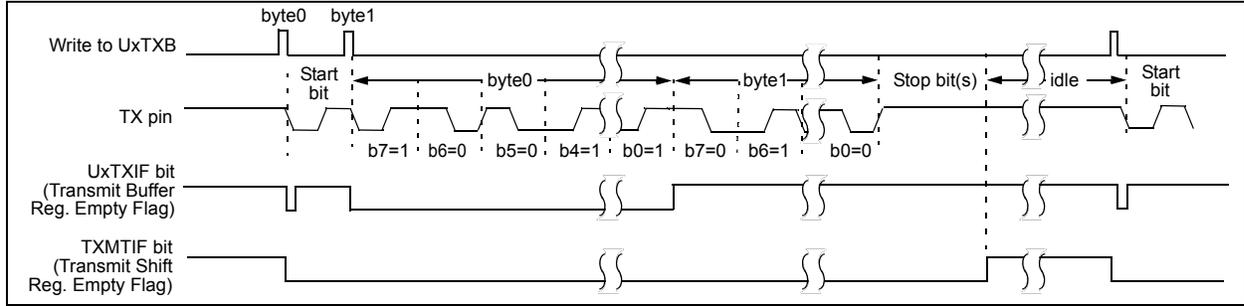 byte0 byte1
Write to UxTXB
Start
bit
byte0
byte1
Stop bit(s)
idle
Start
bit
TX pin
b7=1 b6=0 b5=0 b4=1 b0=1 b7=0 b6=1 b0=0
UxTXIF bit
(Transmit Buffer
Reg. Empty Flag)
TXMTIF bit
(Transmit Shift
Reg. Empty Flag)